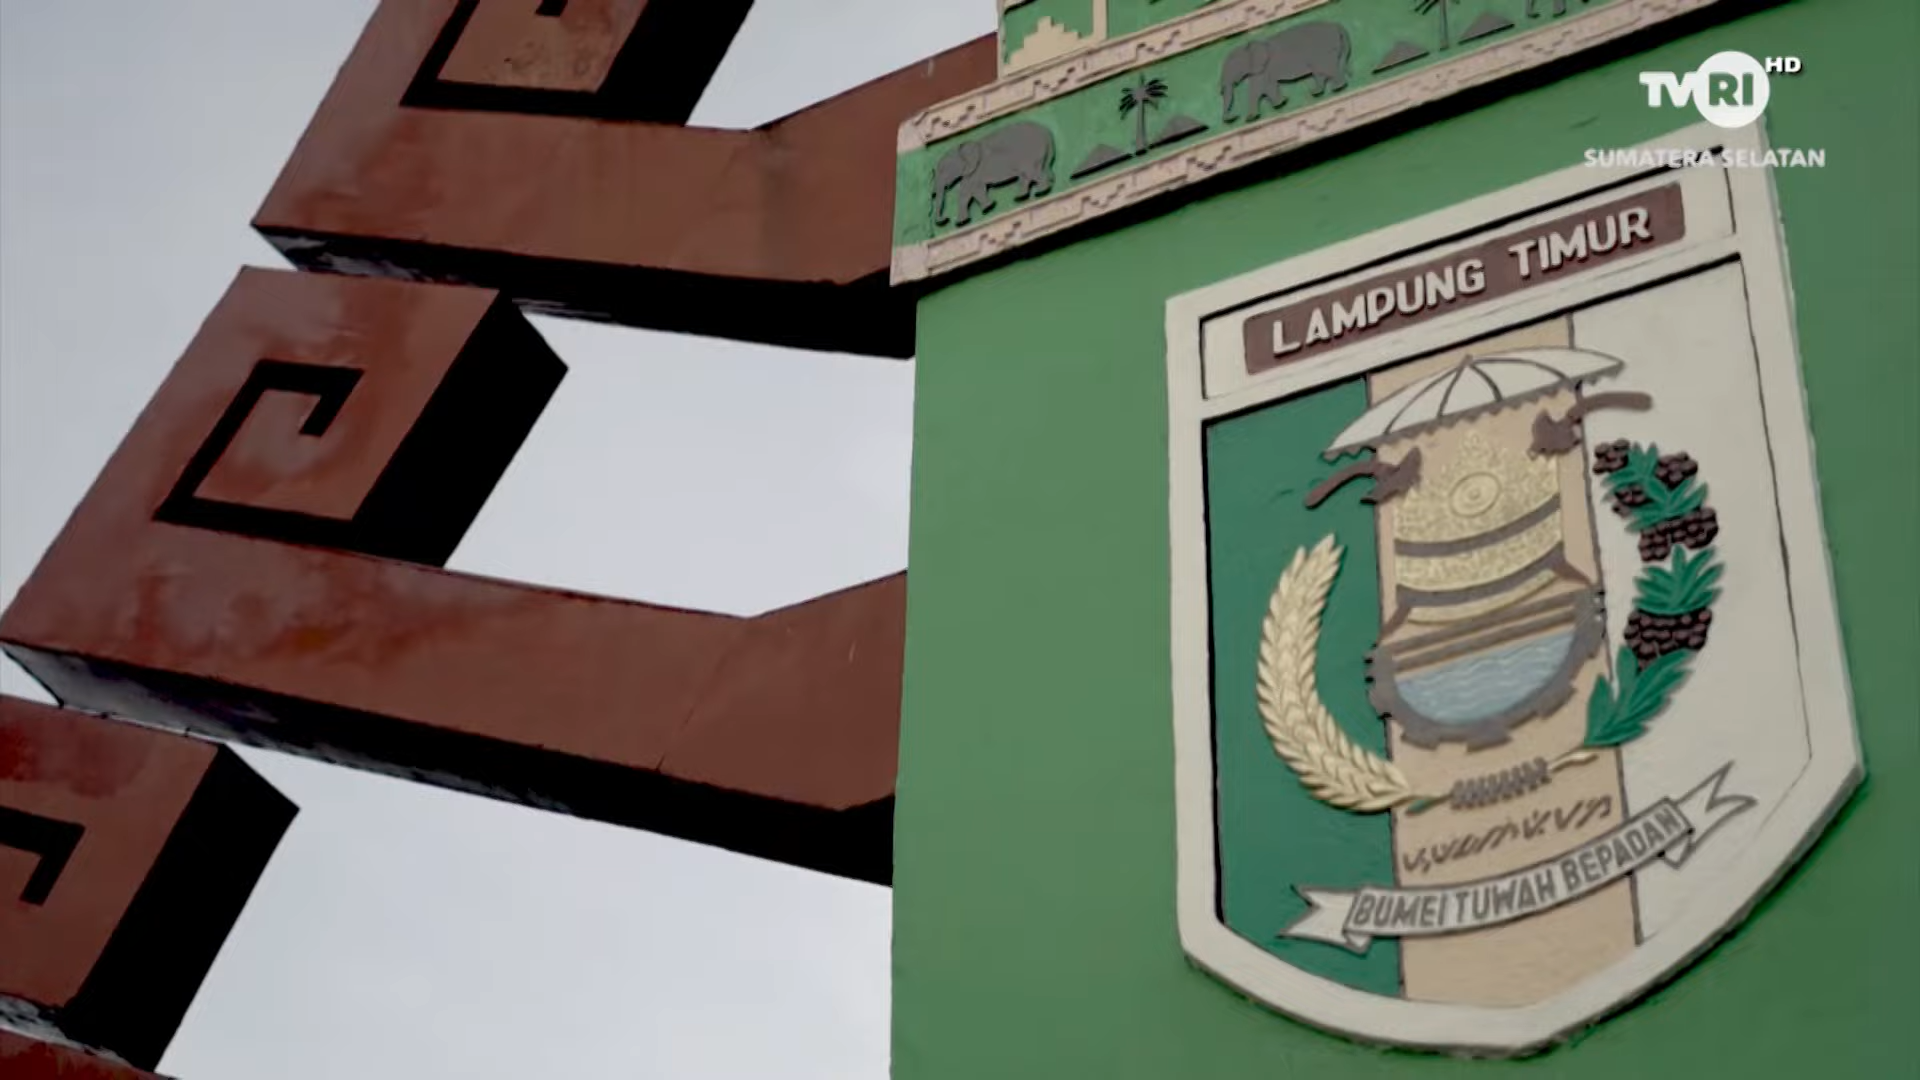 TVRI HD
SUMATERA SELATAN
LAMPUNG TIMUR
BUMEI TUWAH BEPADAN